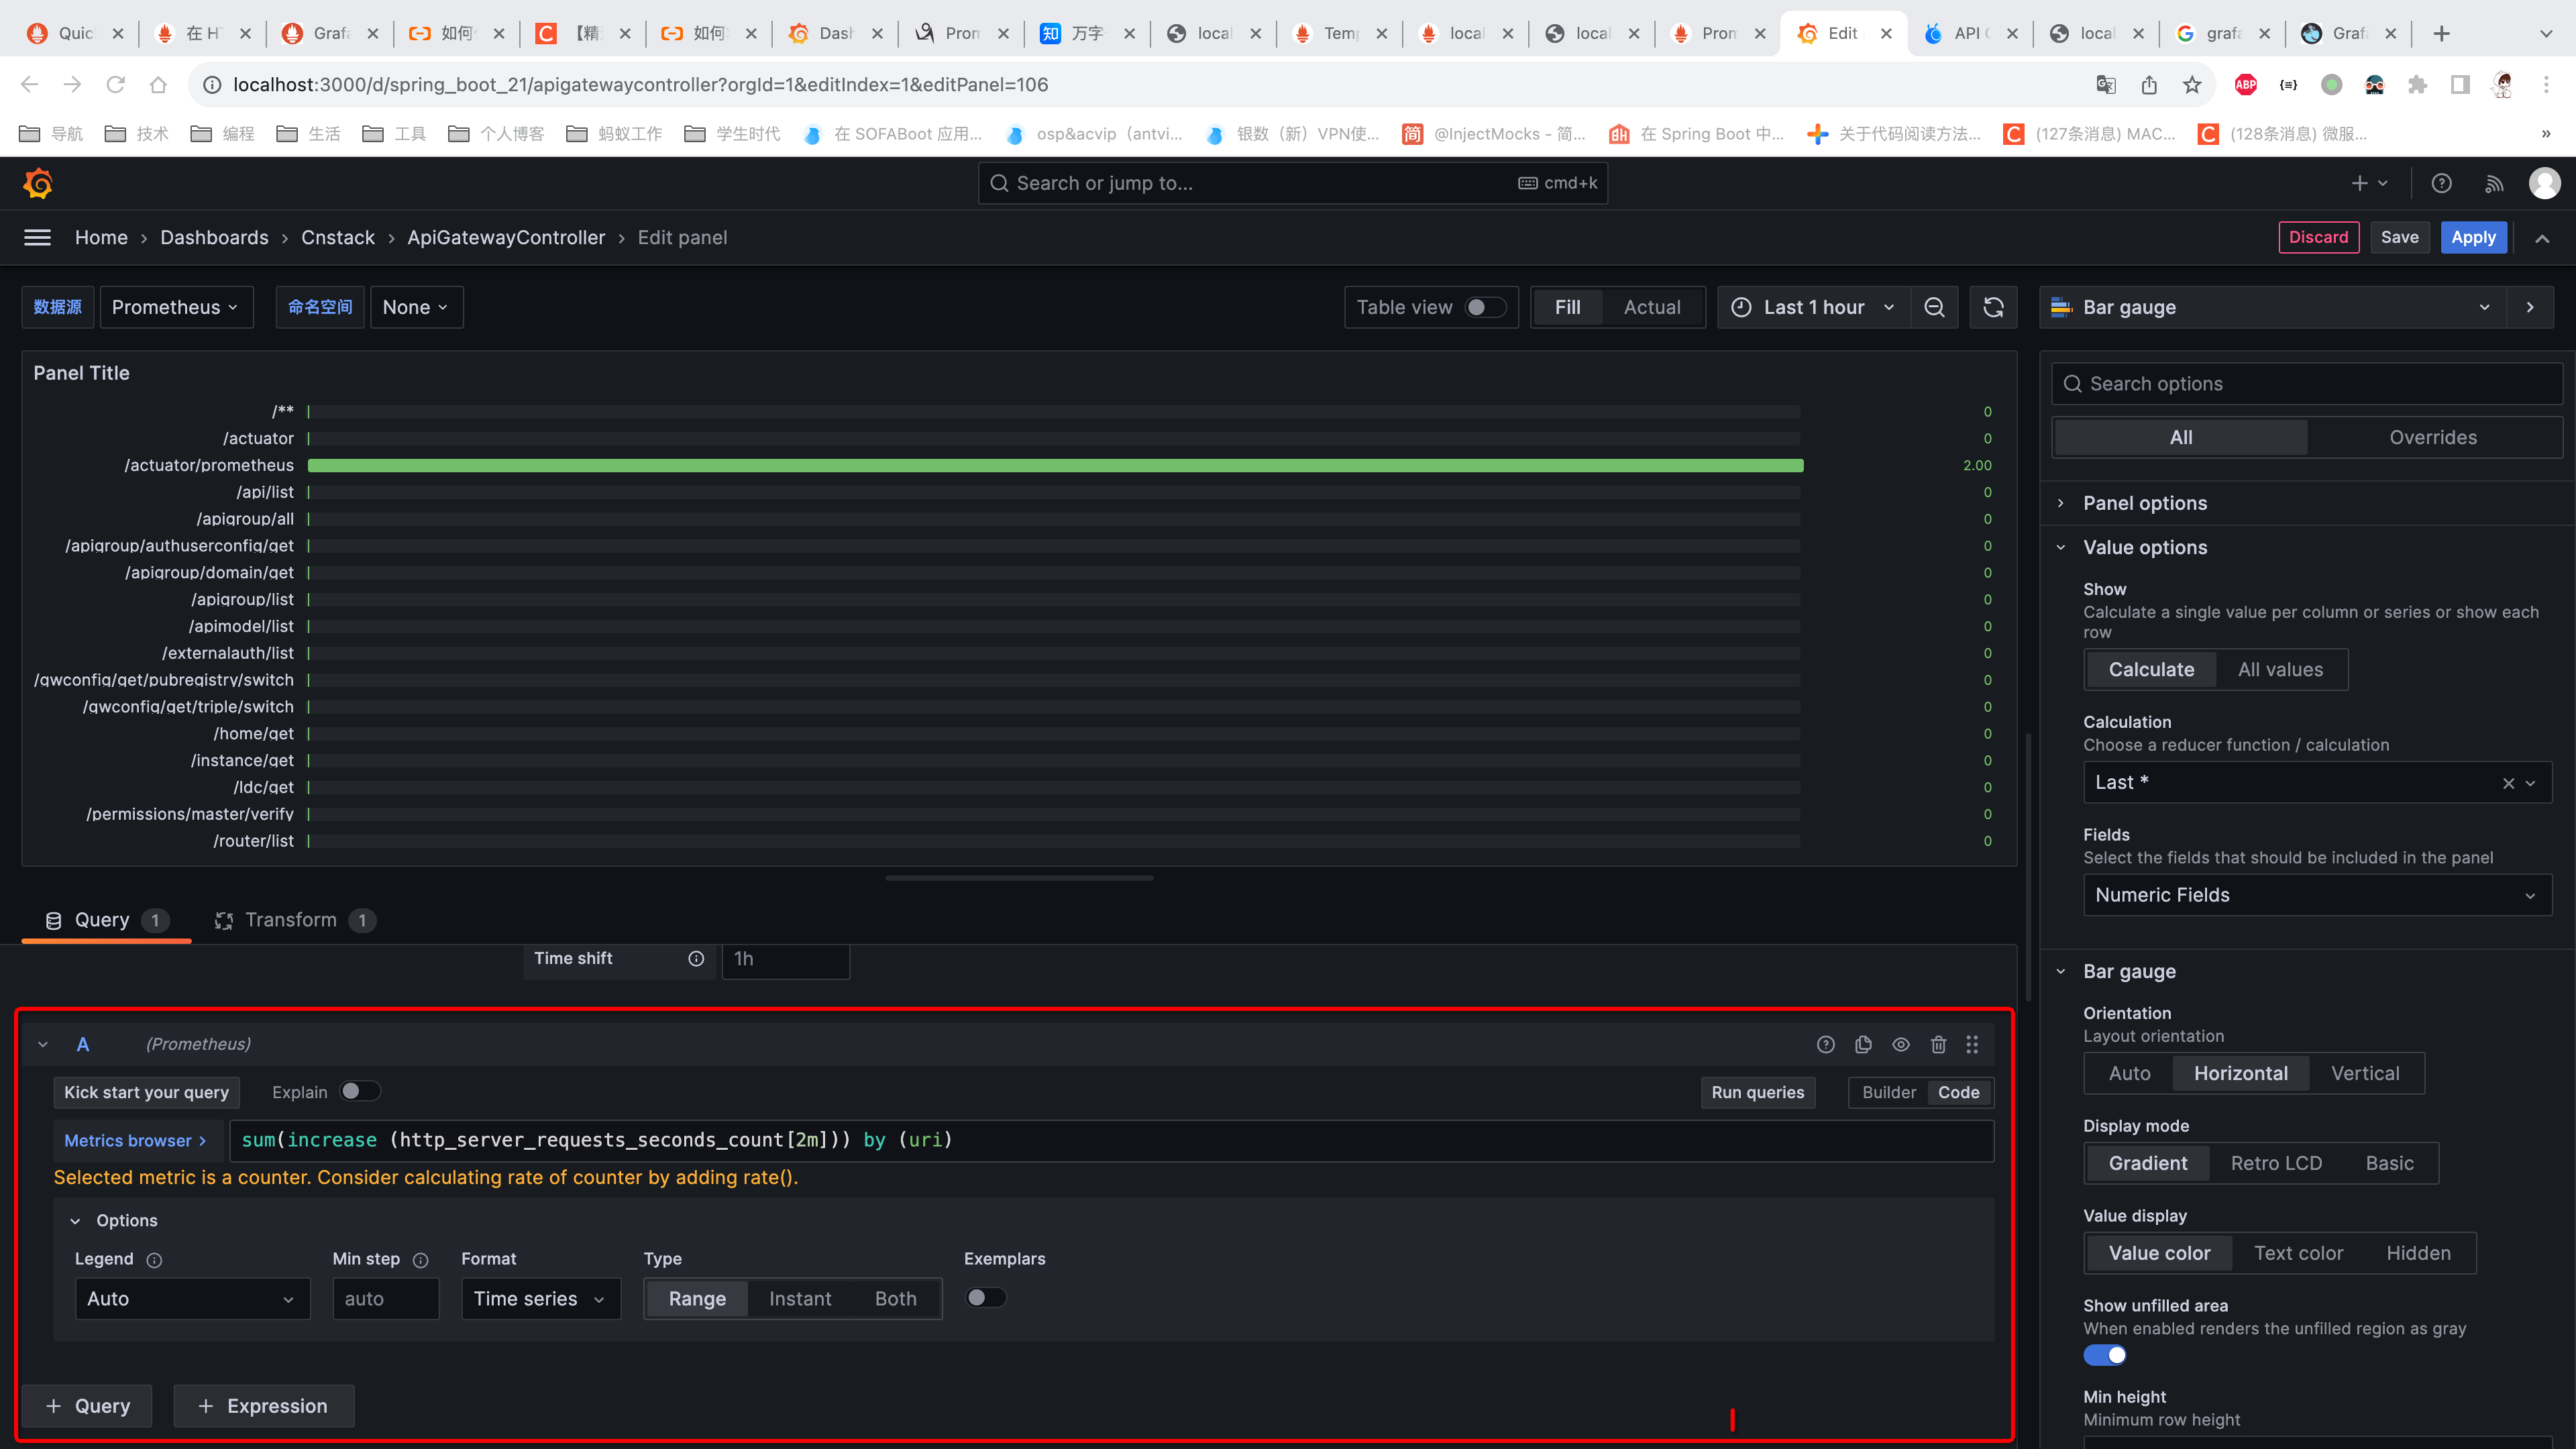 Quic
在 H
Grafa
如何
【精
如何
Dash
Prom
万字
local
Temp
local
local
Prom
Edit
API
local
grafa
Grafa
localhost:3000/d/spring_boot_21/apigatewaycontroller?orgId=1&editIndex=1&editPanel=106
ABP
导航
技术
编程
生活
工具
个人博客
蚂蚁工作
学生时代
在 SOFABoot 应用...
osp&acvip（antvi...
银数（新）VPN使...
简
@InjectMocks - 简...
在 Spring Boot 中...
关于代码阅读方法...
C
(127条消息) MAC...
C
(128条消息) 微服...
»
Search or jump to...
cmd+k
Home › Dashboards › Cnstack › ApiGatewayController › Edit panel
Discard
Save
Apply
数据源
Prometheus
命名空间
None
Table view
Fill
Actual
Last 1 hour
Bar gauge
Panel Title
/** 0
/actuator 0
/actuator/prometheus 2.00
/api/list 0
/apigroup/all 0
/apigroup/authuserconfig/get 0
/apigroup/domain/get 0
/apigroup/list 0
/apimodel/list 0
/externalauth/list 0
/gwconfig/get/pubregistry/switch 0
/gwconfig/get/triple/switch 0
/home/get 0
/instance/get 0
/ldc/get 0
/permissions/master/verify 0
/router/list 0
Query 1
Transform 1
Time shift
1h
A
(Prometheus)
Kick start your query
Explain
Run queries
Builder
Code
Metrics browser >
sum(increase (http_server_requests_seconds_count[2m])) by (uri)
Selected metric is a counter. Consider calculating rate of counter by adding rate().
Options
Legend
Min step
Format
Type
Exemplars
Auto
auto
Time series
Range
Instant
Both
+ Query
+ Expression
Search options
All
Overrides
Panel options
Value options
Show
Calculate a single value per column or series or show each
row
Calculate
All values
Calculation
Choose a reducer function / calculation
Last *
Fields
Select the fields that should be included in the panel
Numeric Fields
Bar gauge
Orientation
Layout orientation
Auto
Horizontal
Vertical
Display mode
Gradient
Retro LCD
Basic
Value display
Value color
Text color
Hidden
Show unfilled area
When enabled renders the unfilled region as gray
Min height
Minimum row height